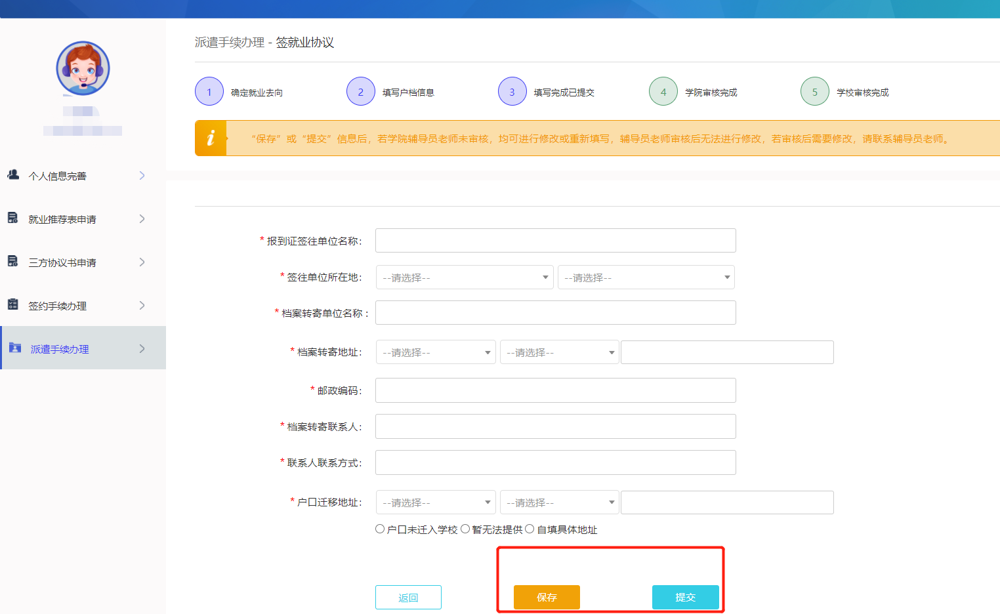 派遣手续办理 - 签就业协议
1 确定就业去向 2 填写户档信息 3 填写完成已提交 4 学院审核完成 5 学校审核完成
i “保存”或“提交”信息后，若学院辅导员老师未审核，均可进行修改或重新填写，辅导员老师审核后无法进行修改，若审核后需要修改，请联系辅导员老师。
个人信息完善
就业推荐表申请
三方协议书申请
签约手续办理
派遣手续办理
* 报到证签往单位名称：
* 签往单位所在地： --请选择-- --请选择--
* 档案转寄单位名称：
* 档案转寄地址： --请选择-- --请选择--
* 邮政编码：
* 档案转寄联系人：
* 联系人联系方式：
* 户口迁移地址： --请选择-- --请选择--
户口未迁入学校 暂无法提供 自填具体地址
返回 保存 提交